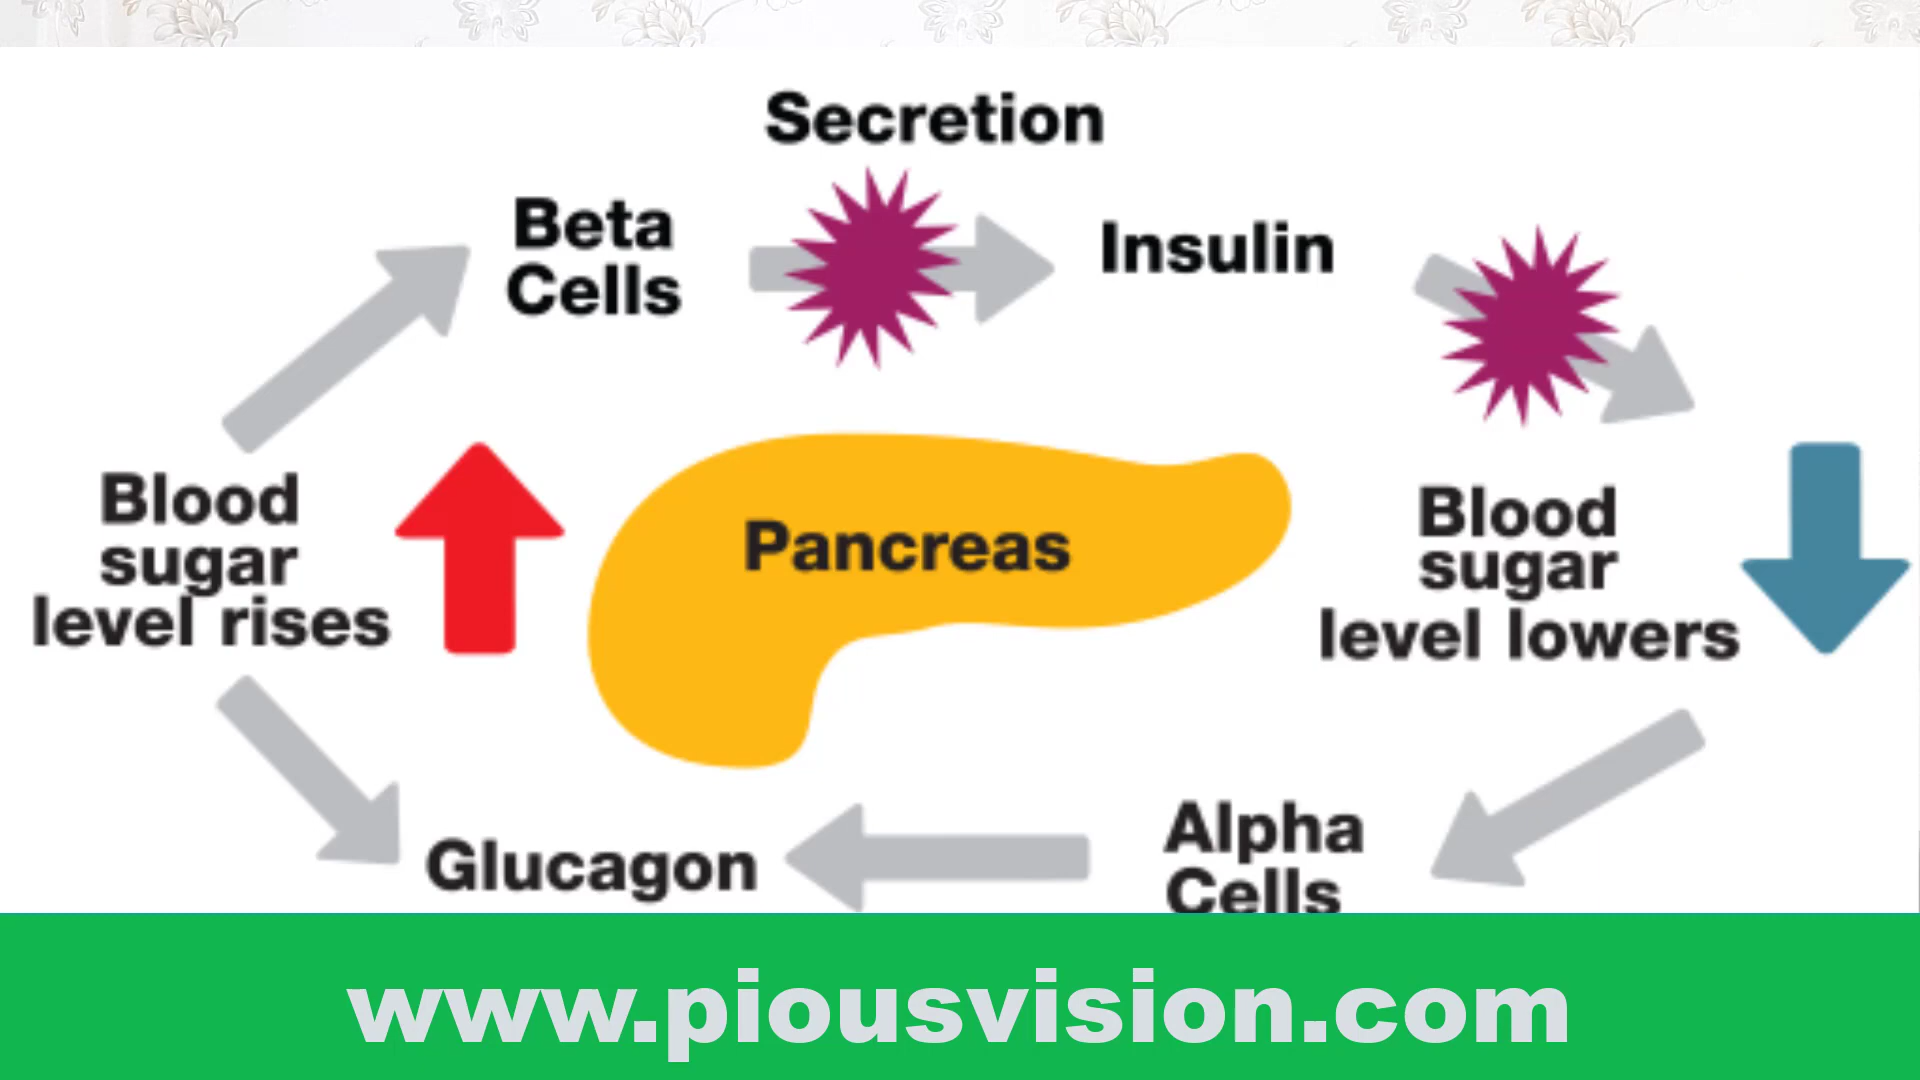 Secretion
Beta
Cells
Insulin
Blood
sugar
level rises
Pancreas
Blood
sugar
level lowers
Glucagon
Alpha
Cells
www.piousvision.com